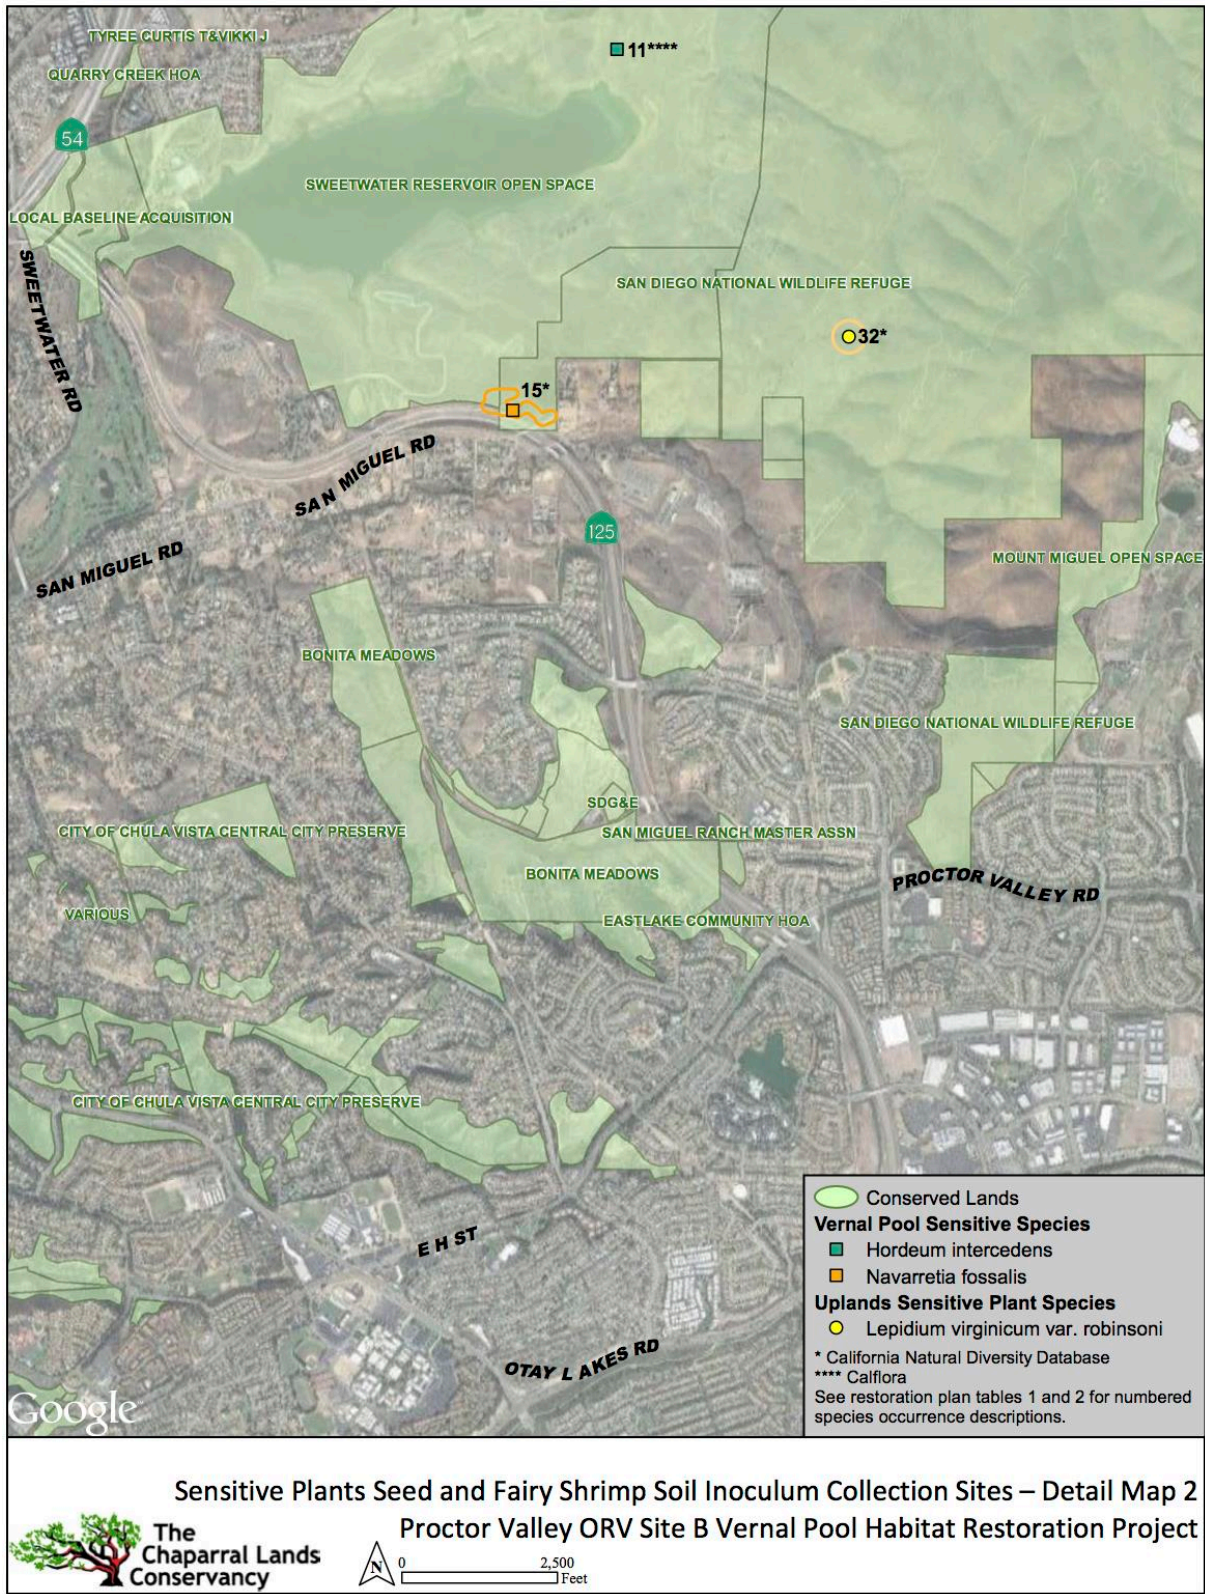 TYREE CURTIS T&VIKKI J
11****
QUARRY CREEK HOA
54
SWEETWATER RESERVOIR OPEN SPACE
LOCAL BASELINE ACQUISITION
SWEETWATER RD
SAN DIEGO NATIONAL WILDLIFE REFUGE
32*
15*
SAN MIGUEL RD
125
SAN MIGUEL RD
MOUNT MIGUEL OPEN SPACE
BONITA MEADOWS
SAN DIEGO NATIONAL WILDLIFE REFUGE
SDG&E
CITY OF CHULA VISTA CENTRAL CITY PRESERVE
SAN MIGUEL RANCH MASTER ASSN
BONITA MEADOWS
PROCTOR VALLEY RD
VARIOUS
EASTLAKE COMMUNITY HOA
CITY OF CHULA VISTA CENTRAL CITY PRESERVE
E H ST
OTAY LAKES RD
Conserved Lands
Vernal Pool Sensitive Species
Hordeum intercedens
Navarretia fossalis
Uplands Sensitive Plant Species
Lepidium virginicum var. robinsoni
* California Natural Diversity Database
**** Calflora
See restoration plan tables 1 and 2 for numbered
species occurrence descriptions.
Google
Sensitive Plants Seed and Fairy Shrimp Soil Inoculum Collection Sites – Detail Map 2
Proctor Valley ORV Site B Vernal Pool Habitat Restoration Project
The
Chaparral Lands
Conservancy
N
0 2,500
Feet